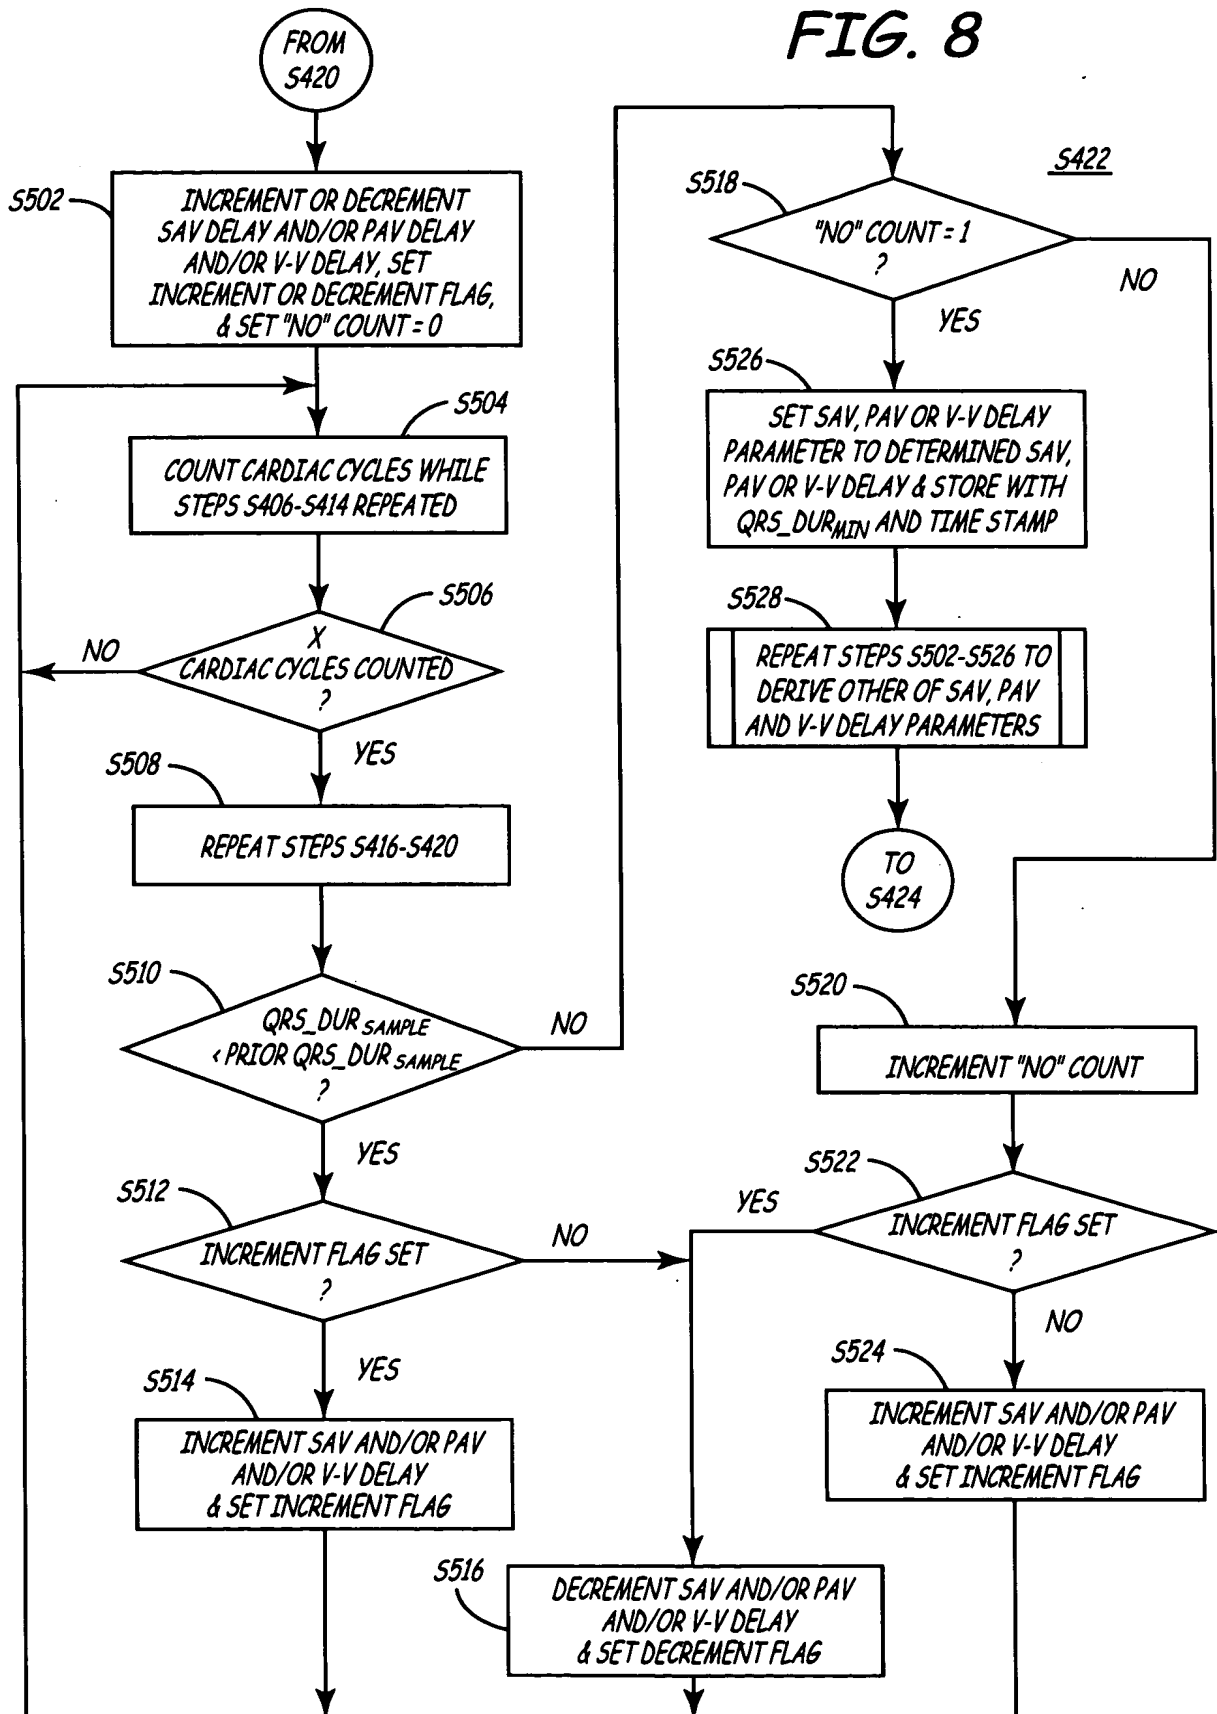 FIG. 8
FROM
S420
S502
INCREMENT OR DECREMENT
SAV DELAY AND/OR PAV DELAY
AND/OR V-V DELAY, SET
INCREMENT OR DECREMENT FLAG,
& SET "NO" COUNT = 0
S504
COUNT CARDIAC CYCLES WHILE
STEPS S406-S414 REPEATED
S506
X
CARDIAC CYCLES COUNTED
?
NO
YES
S508
REPEAT STEPS S416-S420
S510
QRS_DUR SAMPLE
< PRIOR QRS_DUR SAMPLE
?
NO
YES
S512
INCREMENT FLAG SET
?
NO
YES
S514
INCREMENT SAV AND/OR PAV
AND/OR V-V DELAY
& SET INCREMENT FLAG
S516
DECREMENT SAV AND/OR PAV
AND/OR V-V DELAY
& SET DECREMENT FLAG
S422
S518
"NO" COUNT = 1
?
NO
YES
S526
SET SAV, PAV OR V-V DELAY
PARAMETER TO DETERMINED SAV,
PAV OR V-V DELAY & STORE WITH
QRS_DUR MIN AND TIME STAMP
S528
REPEAT STEPS S502-S526 TO
DERIVE OTHER OF SAV, PAV
AND V-V DELAY PARAMETERS
TO
S424
S520
INCREMENT "NO" COUNT
S522
YES
INCREMENT FLAG SET
?
NO
S524
INCREMENT SAV AND/OR PAV
AND/OR V-V DELAY
& SET INCREMENT FLAG